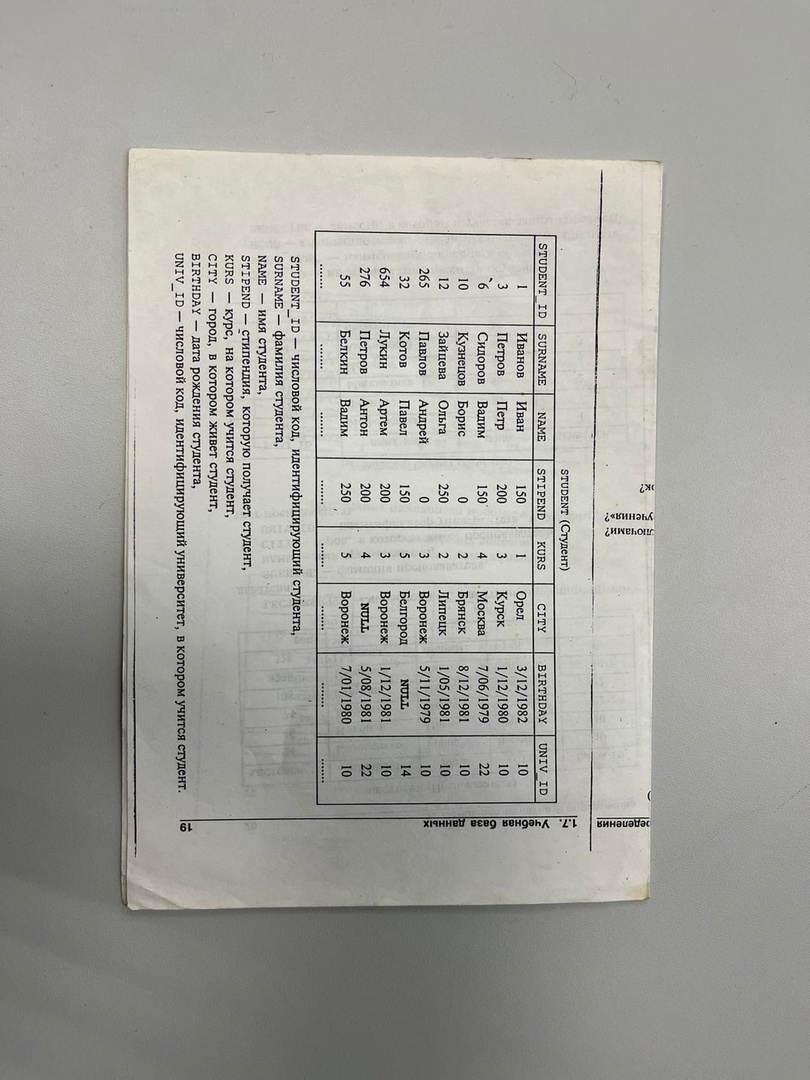 ок?
лючами?
учения»?
)
ределения
1.7. Учебная база данных
STUDENT (Студент)
STUDENT_ID SURNAME NAME STIPEND KURS CITY BIRTHDAY UNIV_ID
1 Иванов Иван 150 1 Орел 3/12/1982 10
3 Петров Петр 200 3 Курск 1/12/1980 10
6 Сидоров Вадим 150 4 Москва 7/06/1979 22
10 Кузнецов Борис 0 2 Брянск 8/12/1981 10
12 Зайцева Ольга 250 2 Липецк 1/05/1981 10
265 Павлов Андрей 0 3 Воронеж 5/11/1979 10
32 Котов Павел 150 5 Белгород NULL 14
654 Лукин Артем 200 3 Воронеж 1/12/1981 10
276 Петров Антон 200 4 NULL 5/08/1981 22
55 Белкин Вадим 250 5 Воронеж 7/01/1980 10
....... ....... ....... ....... ....... ....... ....... .......
STUDENT_ID — числовой код, идентифицирующий студента,
SURNAME — фамилия студента,
NAME — имя студента,
STIPEND — стипендия, которую получает студент,
KURS — курс, на котором учится студент,
CITY — город, в котором живет студент,
BIRTHDAY — дата рождения студента,
UNIV_ID — числовой код, идентифицирующий университет, в котором учится студент.
19